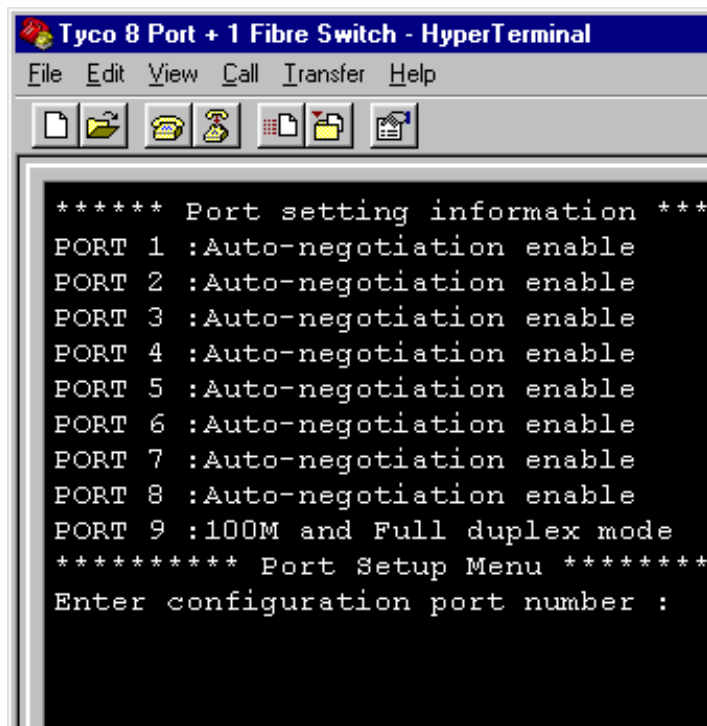 Tyco 8 Port + 1 Fibre Switch - HyperTerminal
File Edit View Call Transfer Help
****** Port setting information ***
PORT 1 :Auto-negotiation enable
PORT 2 :Auto-negotiation enable
PORT 3 :Auto-negotiation enable
PORT 4 :Auto-negotiation enable
PORT 5 :Auto-negotiation enable
PORT 6 :Auto-negotiation enable
PORT 7 :Auto-negotiation enable
PORT 8 :Auto-negotiation enable
PORT 9 :100M and Full duplex mode
********** Port Setup Menu ********
Enter configuration port number :